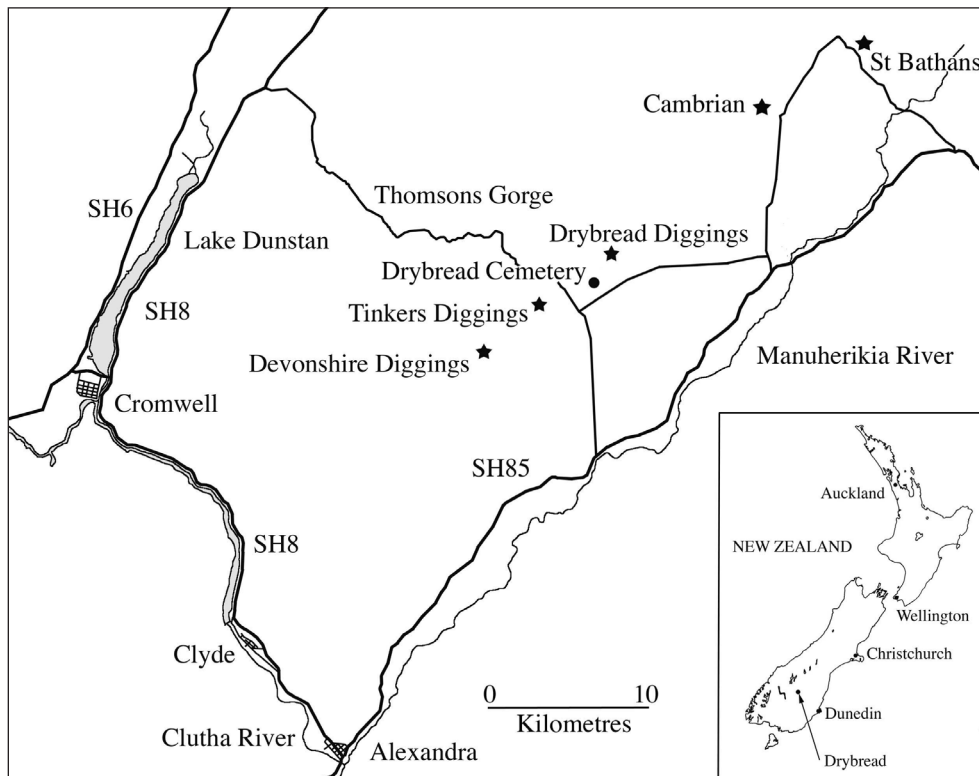 St Bathans
Cambrian
Thomsons Gorge
SH6
Lake Dunstan
Drybread Diggings
Drybread Cemetery
SH8
Tinkers Diggings
Devonshire Diggings
Manuherikia River
Cromwell
SH85
SH8
Clyde
Clutha River
Alexandra
0 10
Kilometres
Auckland
NEW ZEALAND
Wellington
Christchurch
Dunedin
Drybread